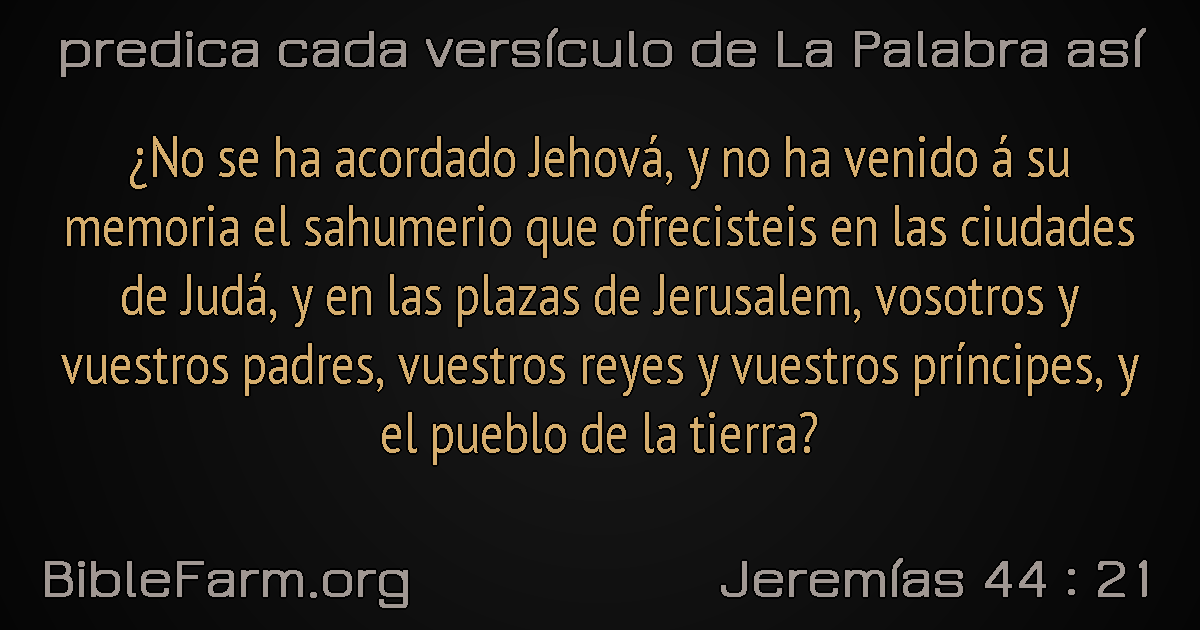 predica cada versículo de La Palabra así
¿No se ha acordado Jehová, y no ha venido á su
memoria el sahumerio que ofrecisteis en las ciudades
de Judá, y en las plazas de Jerusalem, vosotros y
vuestros padres, vuestros reyes y vuestros príncipes, y
el pueblo de la tierra?
BibleFarm.org
Jeremías 44 : 21